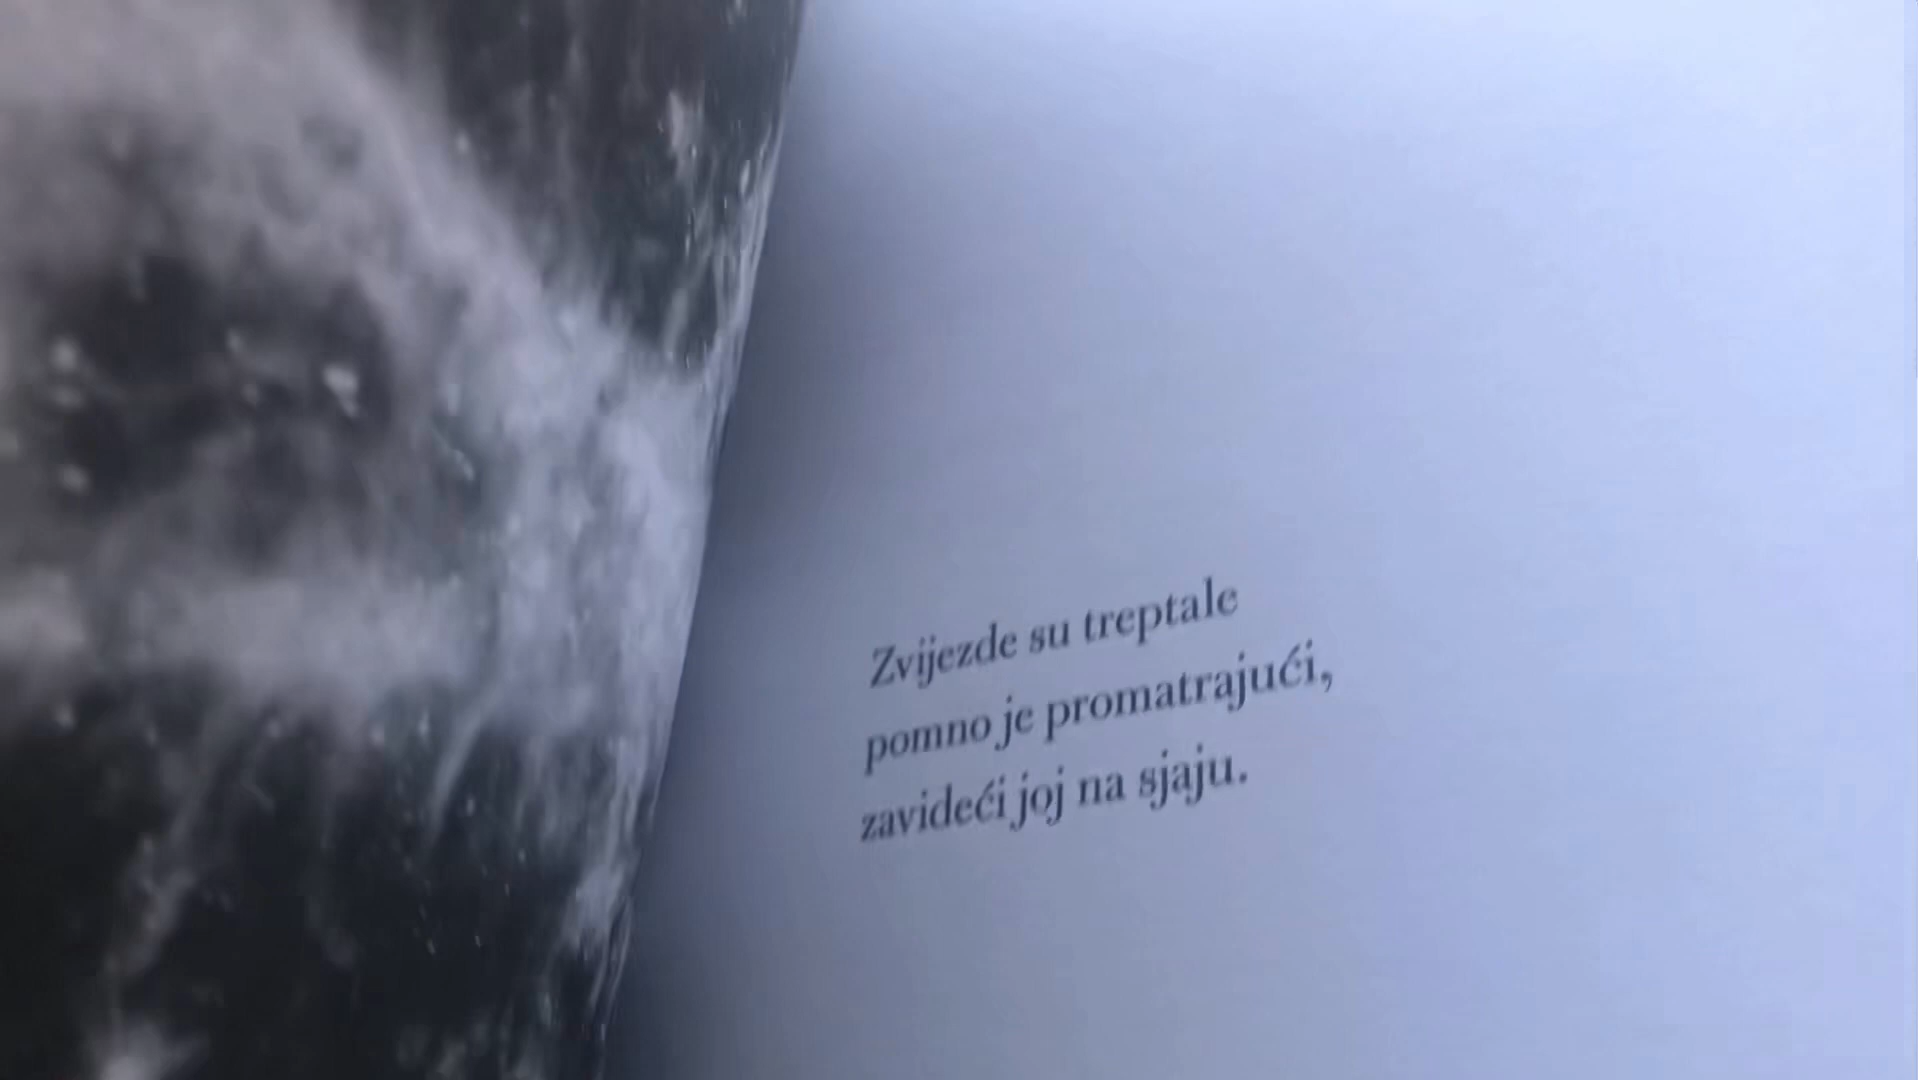 Zvijezde su treptale
pomno je promatrajući,
zavideći joj na sjaju.